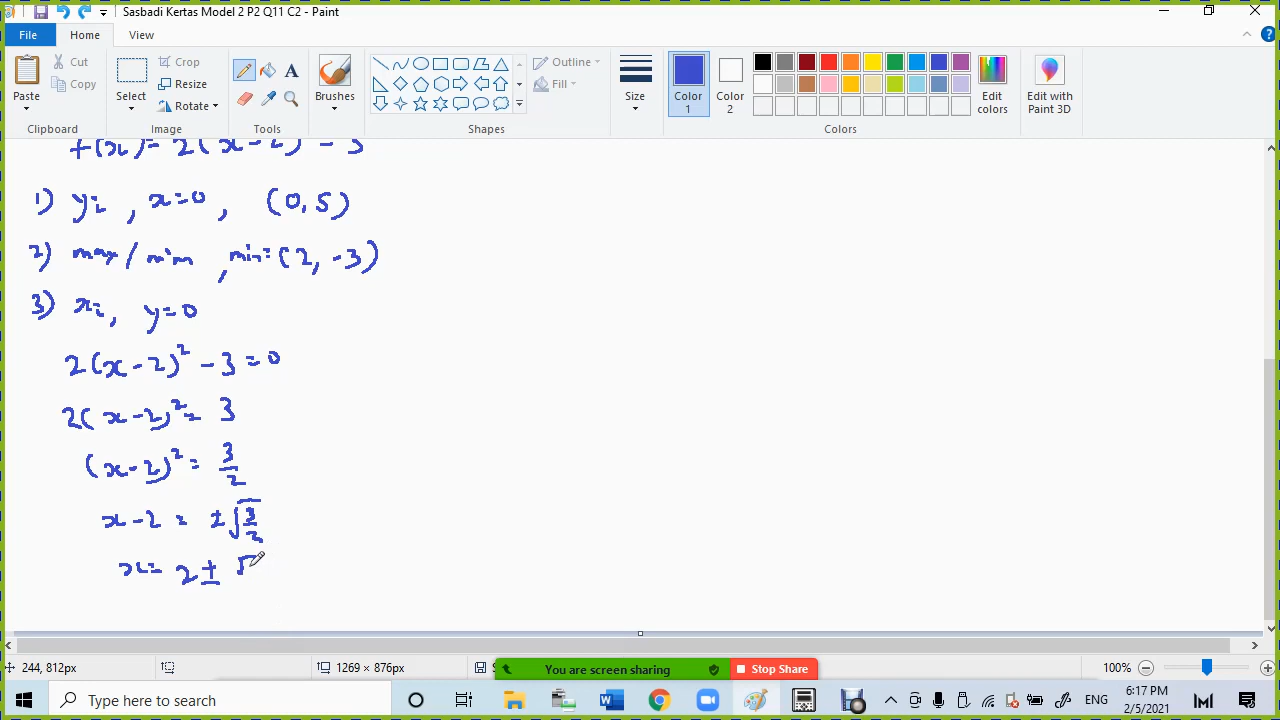 Sasbadi Kertas Model 2 P2 Q11 C2 - Paint
File Home View
Cut Crop Outline
Copy Resize Fill
Paste Select Rotate Brushes Size Color 1 Color 2 Edit colors Edit with Paint 3D
Clipboard Image Tools Shapes Colors
f(x) = 2(x-2) - 3
1) y=, x=0, (0,5)
2) max/min, min=(2,-3)
3) x=, y=0
2(x-2)² - 3 = 0
2(x-2)² = 3
(x-2)² = 3/2
x-2 = ±√3/2
x= 2 ± √
244, 812px 1269 × 876px 100%
You are screen sharing Stop Share
Type here to search ENG 6:17 PM
2/5/2021